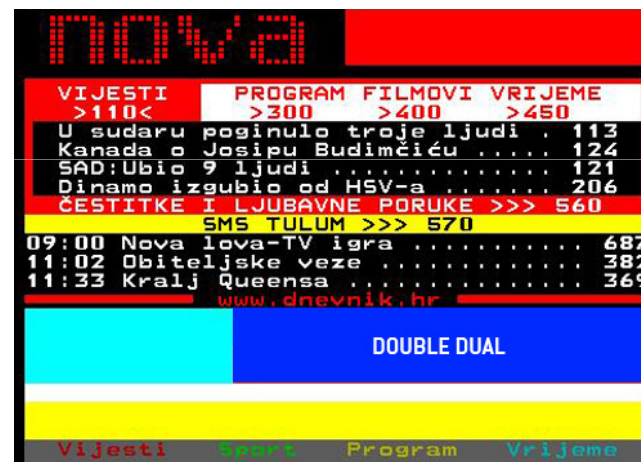 nova
VIJESTI PROGRAM FILMOVI VRIJEME
>110< >300 >400 >450
U sudaru poginulo troje ljudi . 113
Kanada o Josipu Budimčiću ..... 124
SAD:Ubio 9 ljudi .............. 121
Dinamo izgubio od HSV-a ....... 206
ČESTITKE I LJUBAVNE PORUKE >>> 560
SMS TULUM >>> 570
09:00 Nova lova-TV igra ........... 687
11:02 Obiteljske veze ............. 382
11:33 Kralj Queensa ............... 369
www.dnevnik.hr
DOUBLE DUAL
Vijesti Sport Program Vrijeme